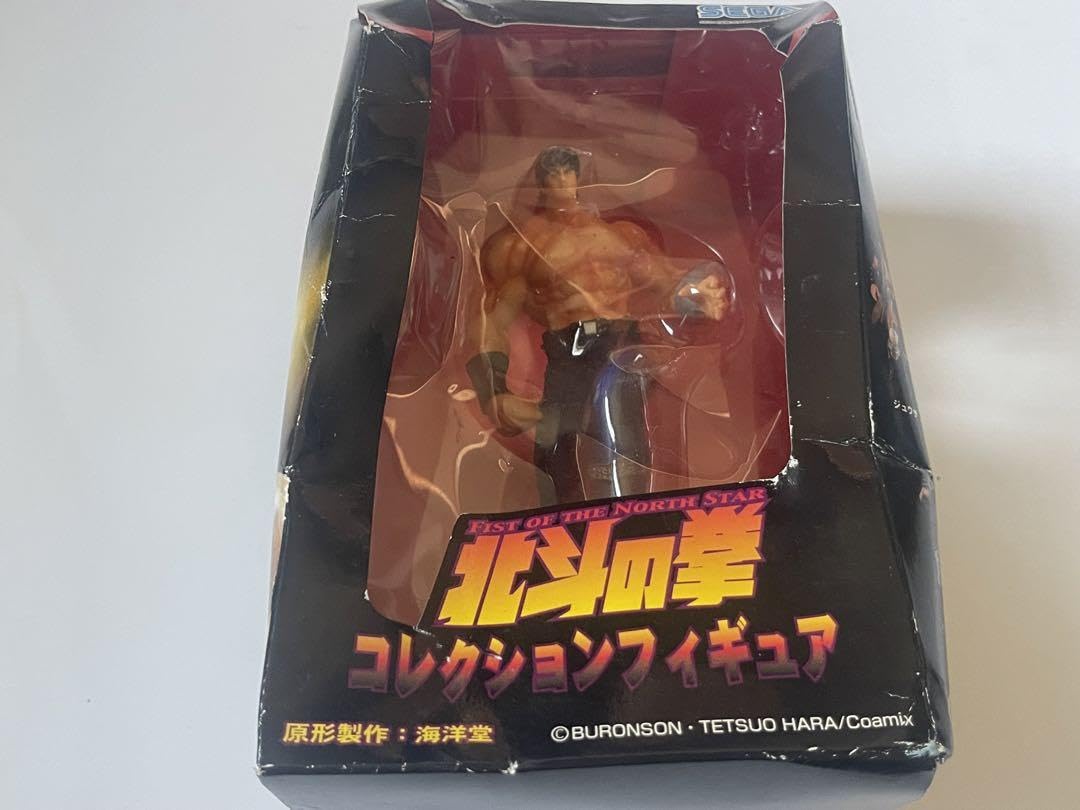 SEGA
FIST OF THE NORTH STAR
北斗の拳
コレクションフィギュア
原形製作：海洋堂
©BURONSON・TETSUO HARA/Coamix